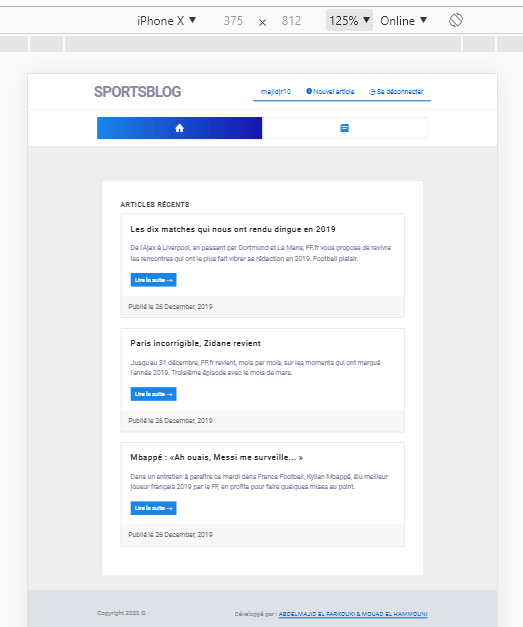 iPhone X ▼ 375 × 812 125% ▼ Online ▼
SPORTSBLOG
majidjr10 Nouvel article Se déconnecter
ARTICLES RÉCENTS
Les dix matches qui nous ont rendu dingue en 2019
De l'Ajax à Liverpool, en passant par Dortmund et Le Mans, FF.fr vous propose de revivre
les rencontres qui ont le plus fait vibrer sa rédaction en 2019. Football plaisir.
Lire la suite →
Publié le 26 December, 2019
Paris incorrigible, Zidane revient
Jusqu'au 31 décembre, FF.fr revient, mois par mois, sur les moments qui ont marqué
l'année 2019. Troisième épisode avec le mois de mars.
Lire la suite →
Publié le 26 December, 2019
Mbappé : «Ah ouais, Messi me surveille... »
Dans un entretien à paraître ce mardi dans France Football, Kylian Mbappé, élu meilleur
joueur français 2019 par le FF, en profite pour faire quelques mises au point.
Lire la suite →
Publié le 26 December, 2019
Copyright 2020 © Développé par : ABDELMAJID EL FARKOUKI & MOUAD EL HAMMOUNI